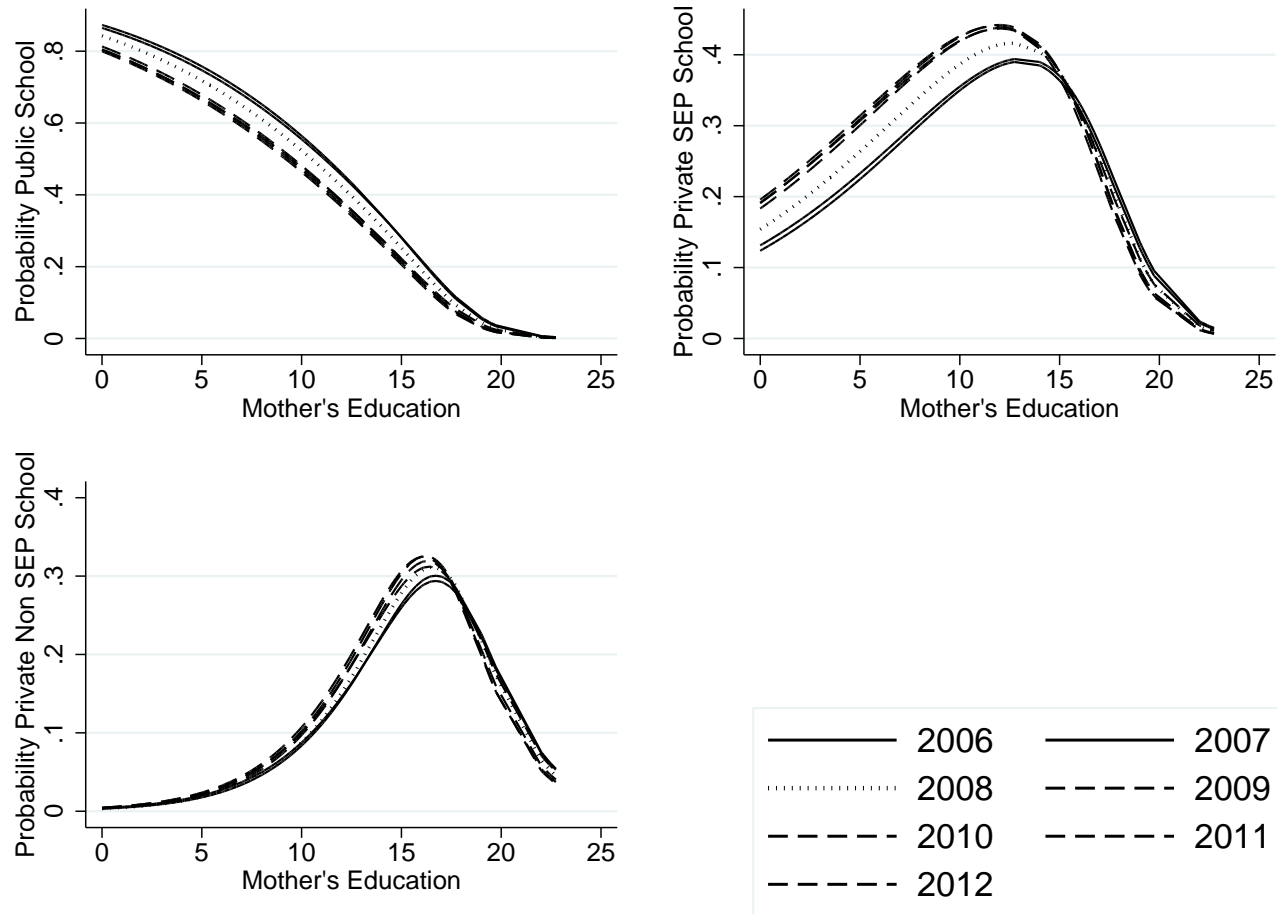 Probability Public School
.8
.6
.4
.2
0
0 5 10 15 20 25
Mother's Education
Probability Private SEP School
.4
.3
.2
.1
0
0 5 10 15 20 25
Mother's Education
Probability Private Non SEP School
.4
.3
.2
.1
0
0 5 10 15 20 25
Mother's Education
2006 2007
2008 2009
2010 2011
2012